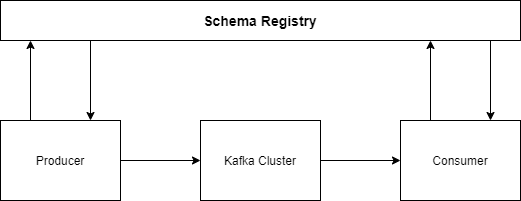 Schema Registry
Producer
Kafka Cluster
Consumer